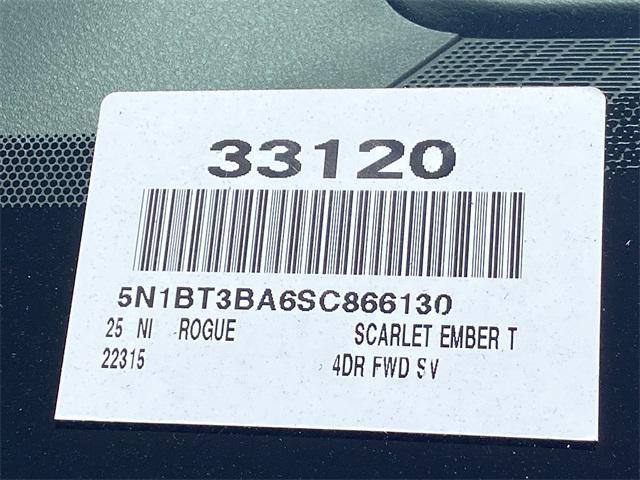 33120
5N1BT3BA6SC866130
25 NI -ROGUE SCARLET EMBER T
22315 4DR FWD SV